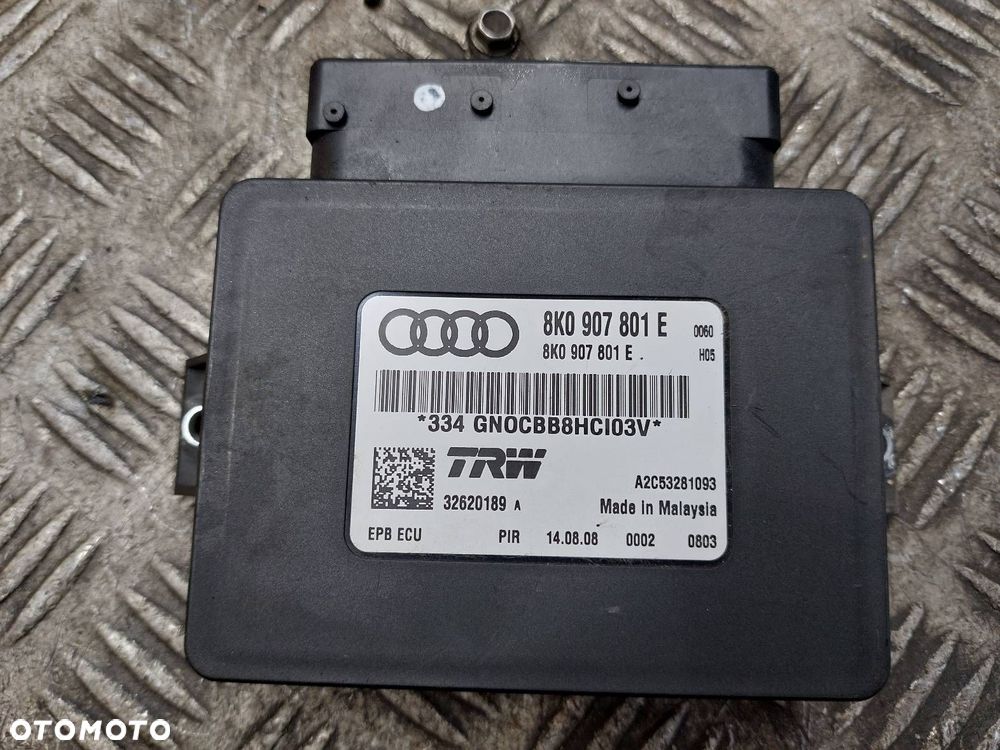 8K0 907 801 E 0060
8K0 907 801 E . H05
*334 GNOCBB8HCI03V*
TRW
A2C53281093
32620189 A Made in Malaysia
EPB ECU PIR 14.08.08 0002 0803
OTOMOTO